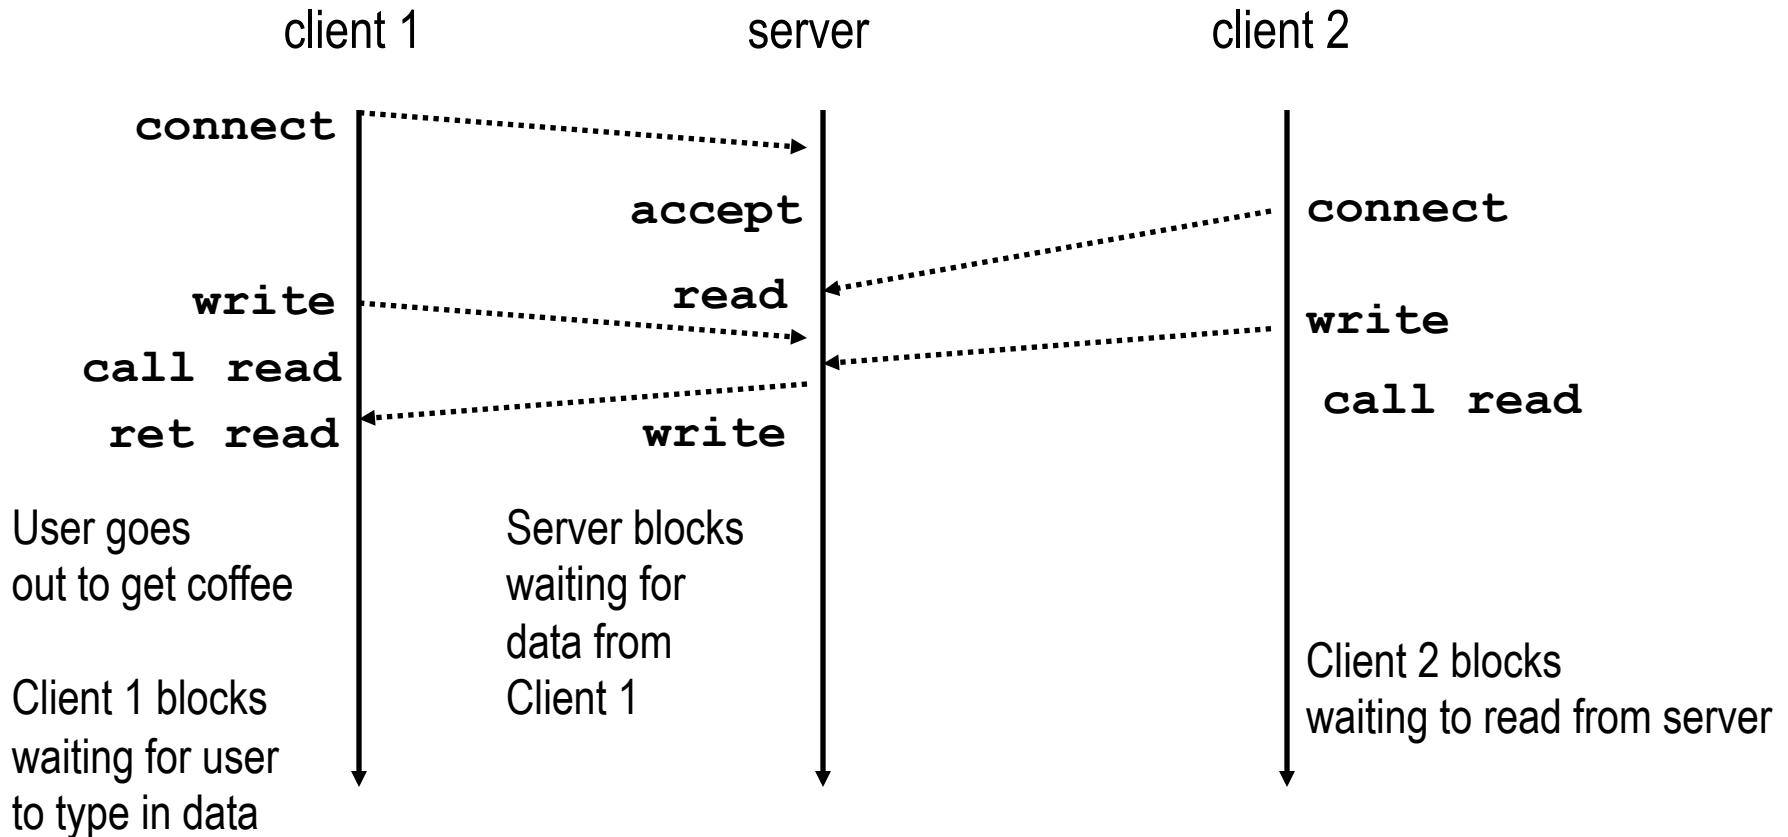 client 1
server
client 2
connect
accept
connect
write
read
write
call read
call read
ret read
write
User goes
out to get coffee
Client 1 blocks
waiting for user
to type in data
Server blocks
waiting for
data from
Client 1
Client 2 blocks
waiting to read from server